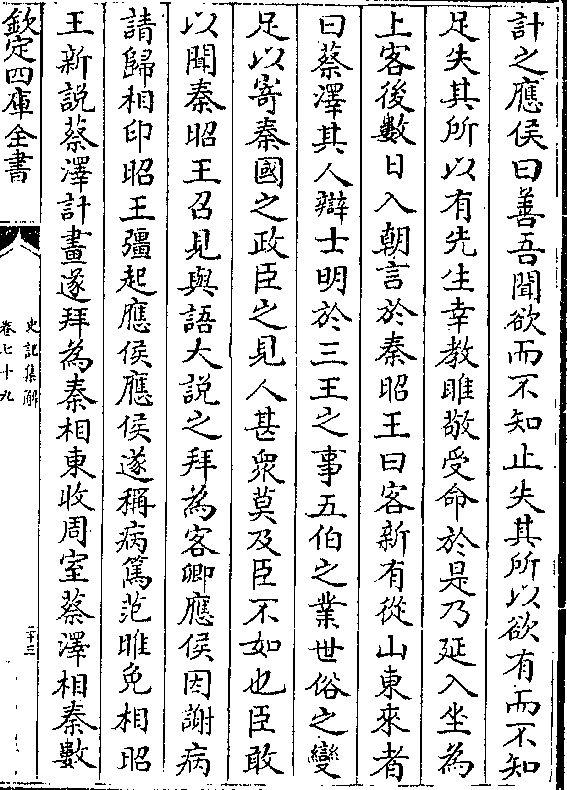 計之應侯曰善吾聞欲而不知止失其所以欲有而不知
足失其所以有先生幸教雎敬受命於是乃延入坐為
上客後數日入朝言於秦昭王曰客新有從山東來者
曰蔡澤其人辯士明於三王之事五伯之業世俗之變
足以寄秦國之政臣之見人甚衆莫及臣不如也臣敢
以聞秦昭王召見與語大說之拜為客卿應侯因謝病
請歸相印昭王彊起應侯應侯遂稱病篤范雎免相昭
王新說蔡澤計畫遂拜為秦相東收周室蔡澤相秦數
欽定四庫全書
史記集解
卷七十九
二十三